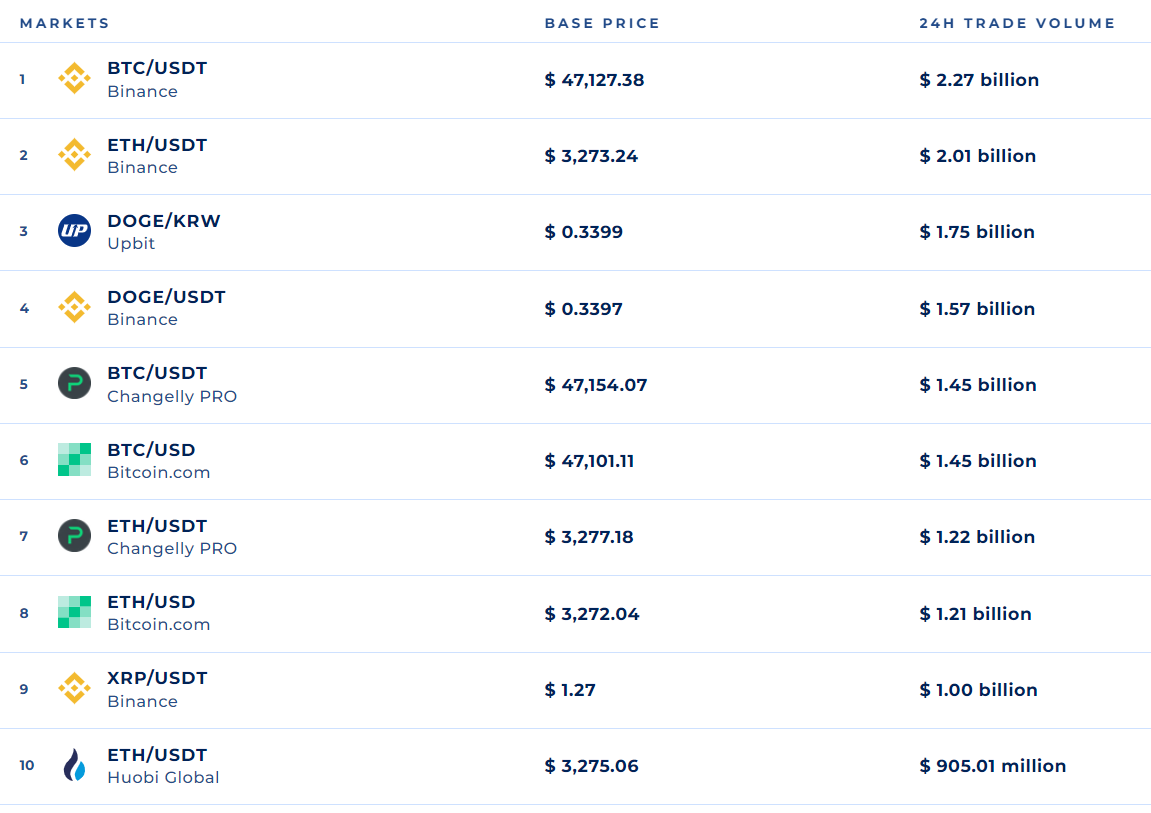 MARKETS BASE PRICE 24H TRADE VOLUME
1 BTC/USDT $ 47,127.38 $ 2.27 billion
Binance
2 ETH/USDT $ 3,273.24 $ 2.01 billion
Binance
3 UP DOGE/KRW $ 0.3399 $ 1.75 billion
Upbit
4 DOGE/USDT $ 0.3397 $ 1.57 billion
Binance
5 BTC/USDT $ 47,154.07 $ 1.45 billion
Changelly PRO
6 BTC/USD $ 47,101.11 $ 1.45 billion
Bitcoin.com
7 ETH/USDT $ 3,277.18 $ 1.22 billion
Changelly PRO
8 ETH/USD $ 3,272.04 $ 1.21 billion
Bitcoin.com
9 XRP/USDT $ 1.27 $ 1.00 billion
Binance
10 ETH/USDT $ 3,275.06 $ 905.01 million
Huobi Global